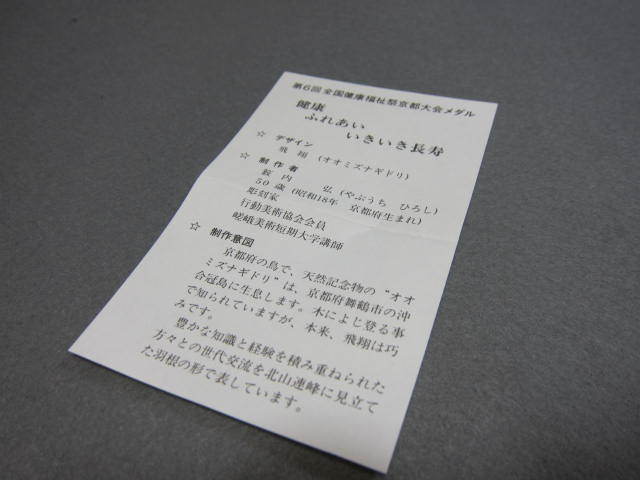 第6回全国健康福祉祭京都大会メダル
健康
ふれあい
いきいき長寿
☆ デザイン
飛翔 (オオミズナギドリ)
☆ 制作者
薮内 弘 (やぶうち ひろし)
50歳 (昭和18年 京都府生まれ)
彫刻家
行動美術協会会員
嵯峨美術短期大学講師
☆ 制作意図
京都府の鳥で、天然記念物の"オオ
ミズナギドリ"は、京都府舞鶴市の沖
合冠島に生息します。木によじ登る事
で知られていますが、本来、飛翔は巧
みです。
豊かな知識と経験を積み重ねられた
方々との世代交流を北山連峰に見立て
た羽根の形で表しています。